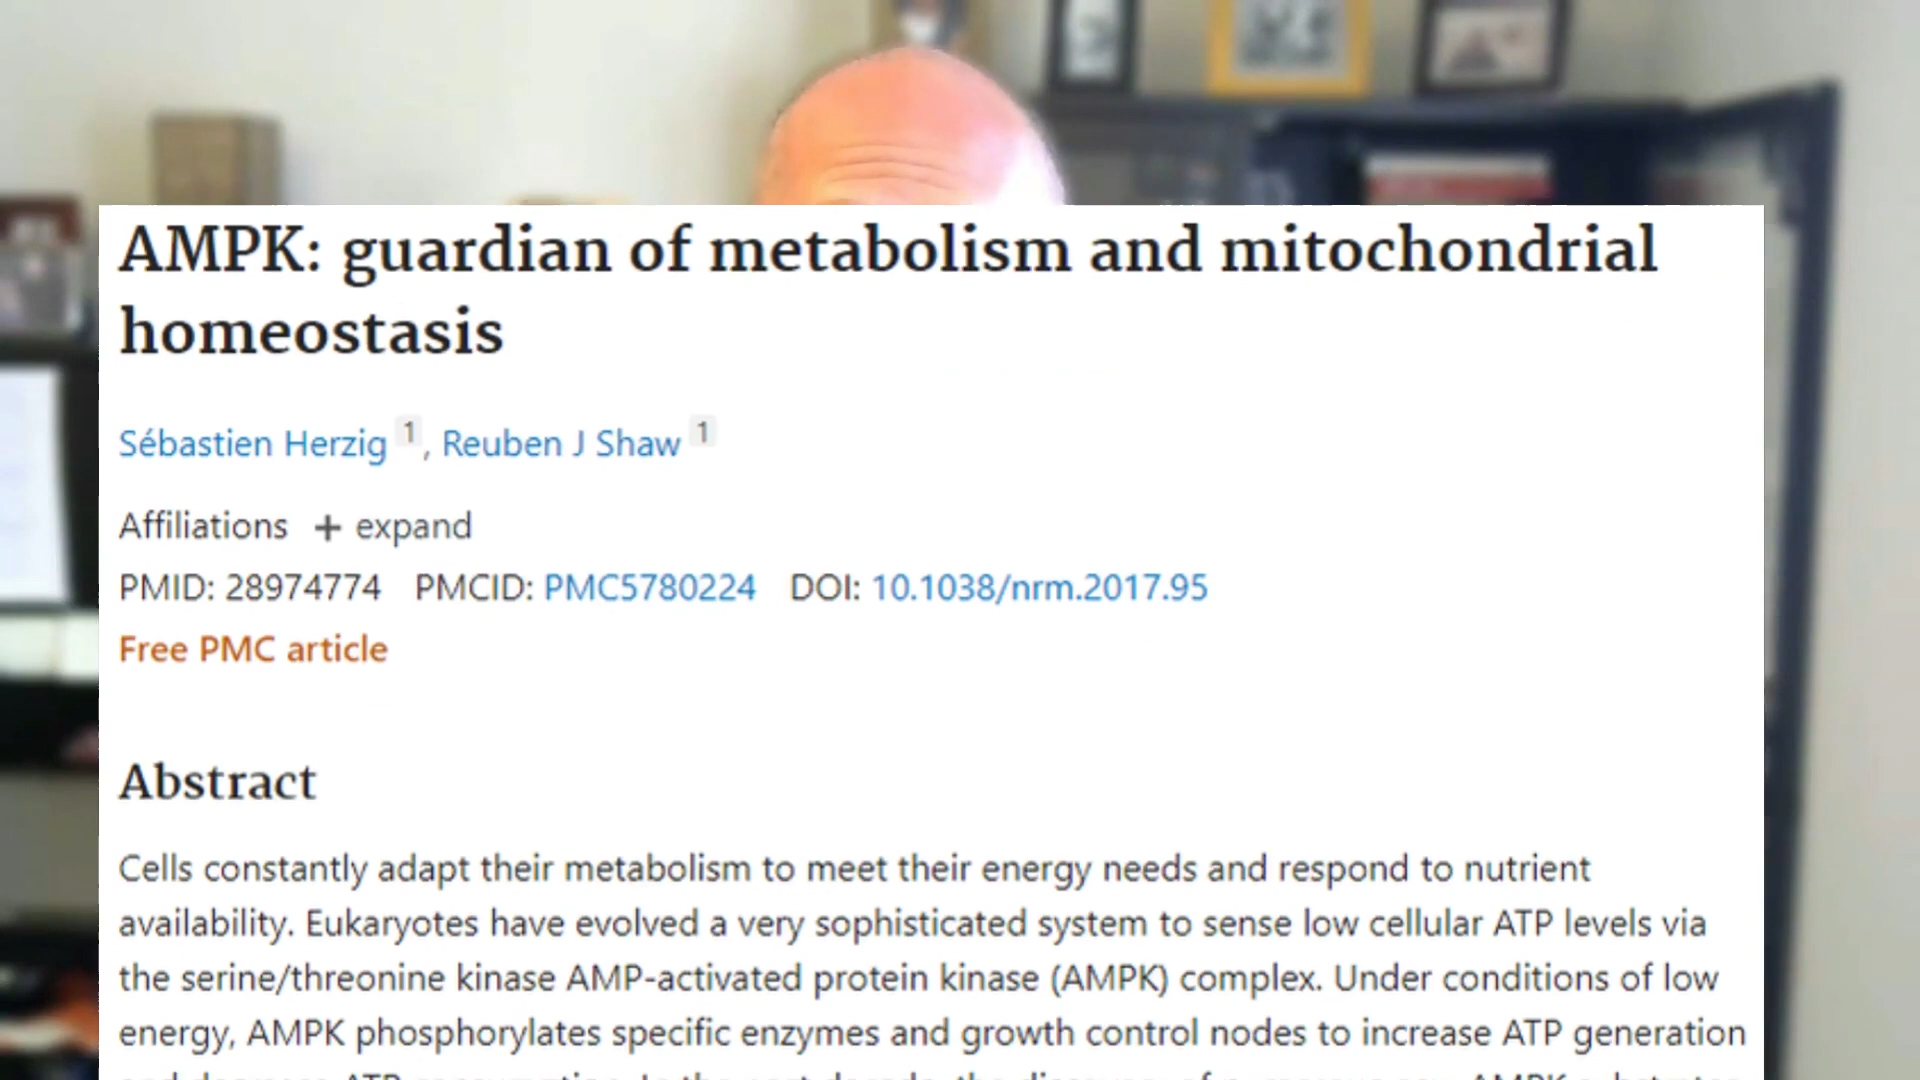 AMPK: guardian of metabolism and mitochondrial
homeostasis
Sébastien Herzig 1, Reuben J Shaw 1
Affiliations + expand
PMID: 28974774 PMCID: PMC5780224 DOI: 10.1038/nrm.2017.95
Free PMC article
Abstract
Cells constantly adapt their metabolism to meet their energy needs and respond to nutrient
availability. Eukaryotes have evolved a very sophisticated system to sense low cellular ATP levels via
the serine/threonine kinase AMP-activated protein kinase (AMPK) complex. Under conditions of low
energy, AMPK phosphorylates specific enzymes and growth control nodes to increase ATP generation